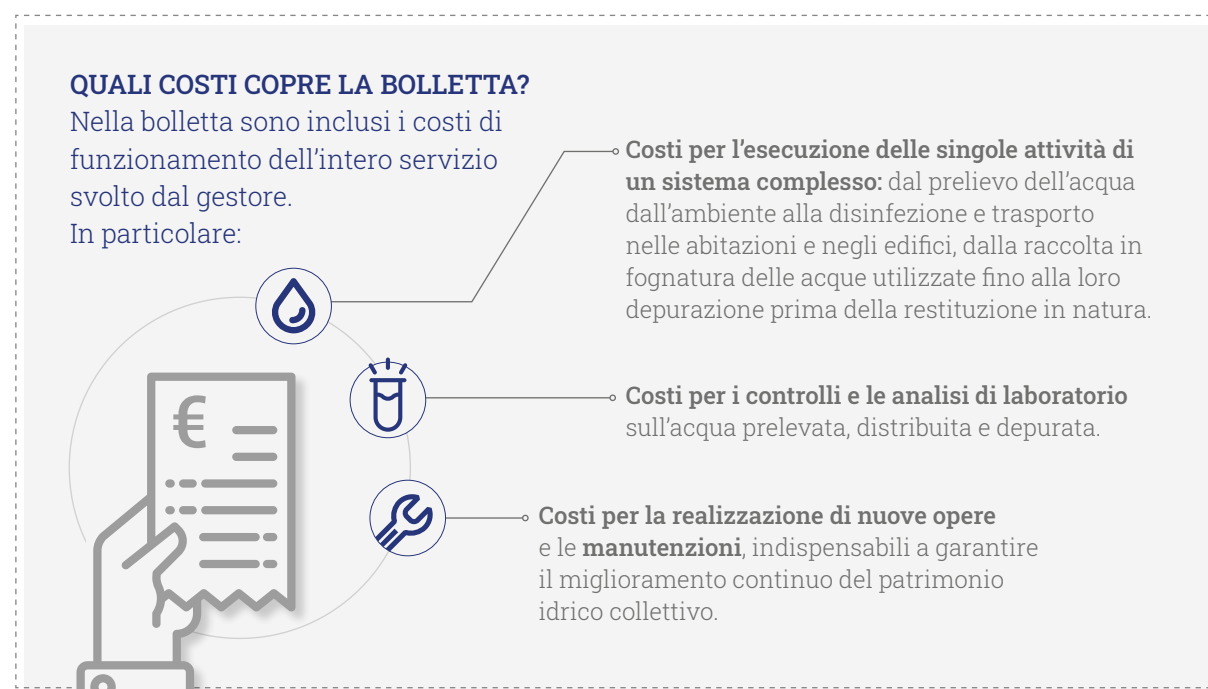 QUALI COSTI COPRE LA BOLLETTA?
Nella bolletta sono inclusi i costi di
funzionamento dell'intero servizio
svolto dal gestore.
In particolare:
Costi per l'esecuzione delle singole attività di
un sistema complesso: dal prelievo dell'acqua
dall'ambiente alla disinfezione e trasporto
nelle abitazioni e negli edifici, dalla raccolta in
fognatura delle acque utilizzate fino alla loro
depurazione prima della restituzione in natura.
Costi per i controlli e le analisi di laboratorio
sull'acqua prelevata, distribuita e depurata.
Costi per la realizzazione di nuove opere
e le manutenzioni, indispensabili a garantire
il miglioramento continuo del patrimonio
idrico collettivo.
€